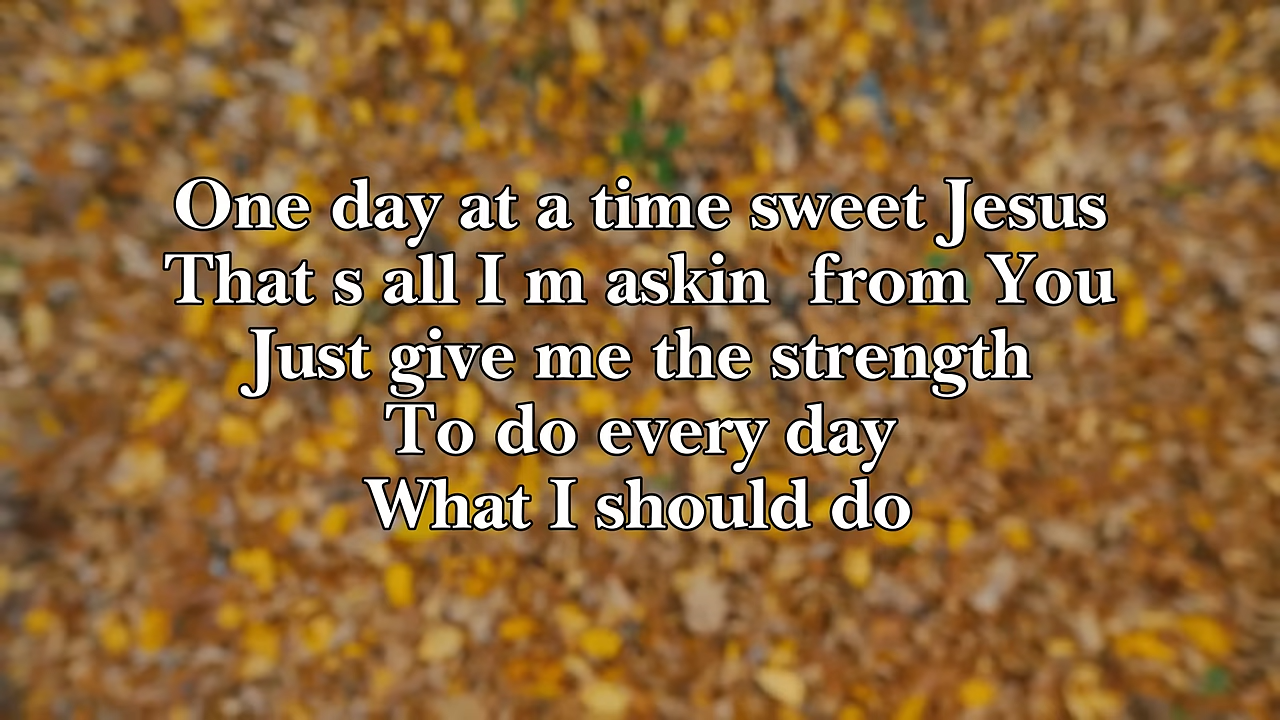 One day at a time sweet Jesus
That s all I m askin  from You
Just give me the strength
To do every day
What I should do